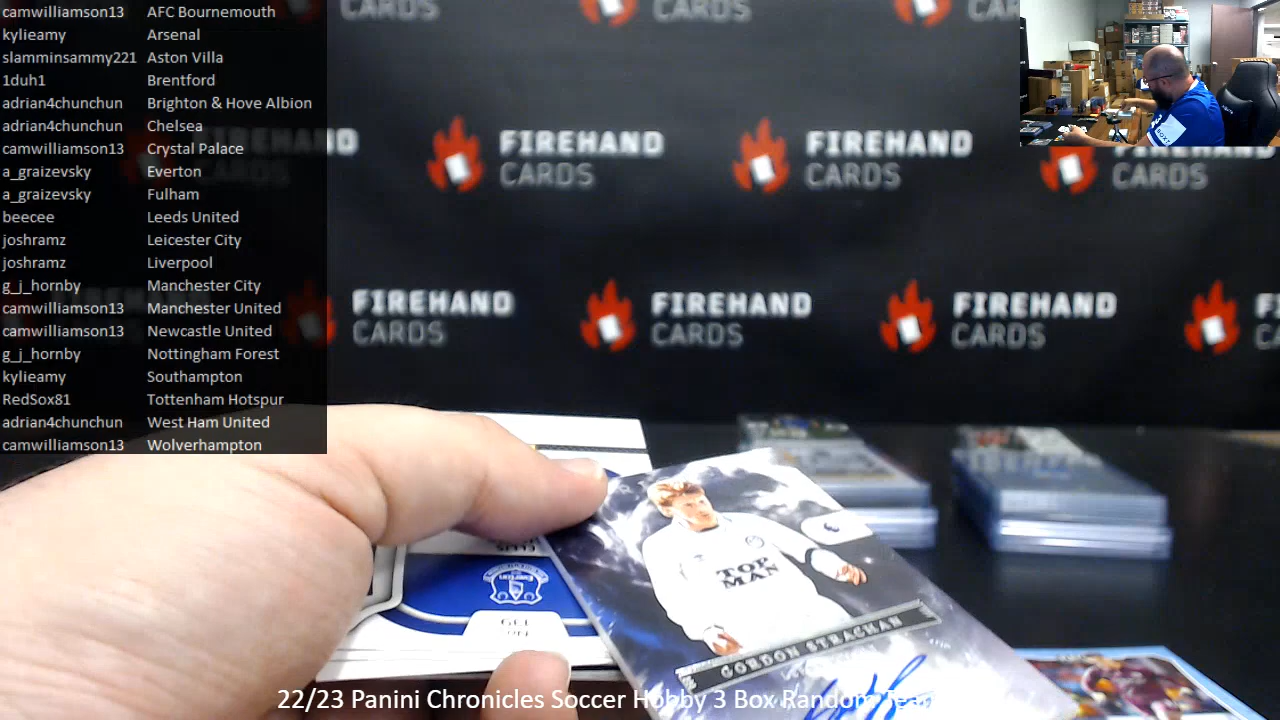 camwilliamson13 AFC Bournemouth
kylieamy Arsenal
slamminsammy221 Aston Villa
1duh1 Brentford
adrian4chunchun Brighton & Hove Albion
adrian4chunchun Chelsea
camwilliamson13 Crystal Palace
a_graizevsky Everton
a_graizevsky Fulham
beecee Leeds United
joshramz Leicester City
joshramz Liverpool
g_j_hornby Manchester City
camwilliamson13 Manchester United
camwilliamson13 Newcastle United
g_j_hornby Nottingham Forest
kylieamy Southampton
RedSox81 Tottenham Hotspur
adrian4chunchun West Ham United
camwilliamson13 Wolverhampton
CARDS
CARDS
FIREHAND
CARDS
FIREHAND
CARDS
CARDS
FIREHAND
CARDS
FIREHAND
CARDS
FIREHAND
CARDS
TOP
MAN
GORDON STRACHAN
22/23 Panini Chronicles Soccer Hobby 3 Box Random Team